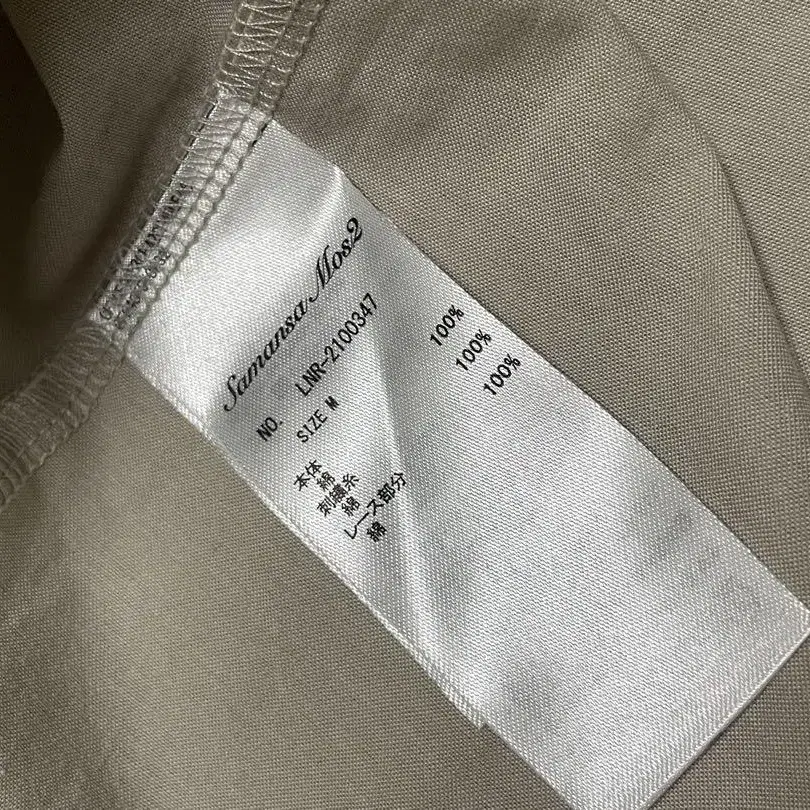 Samansa Mos2
NO. LNR-2100347
SIZE M
本体
綿 100%
刺繍糸
綿 100%
レース部分
綿 100%